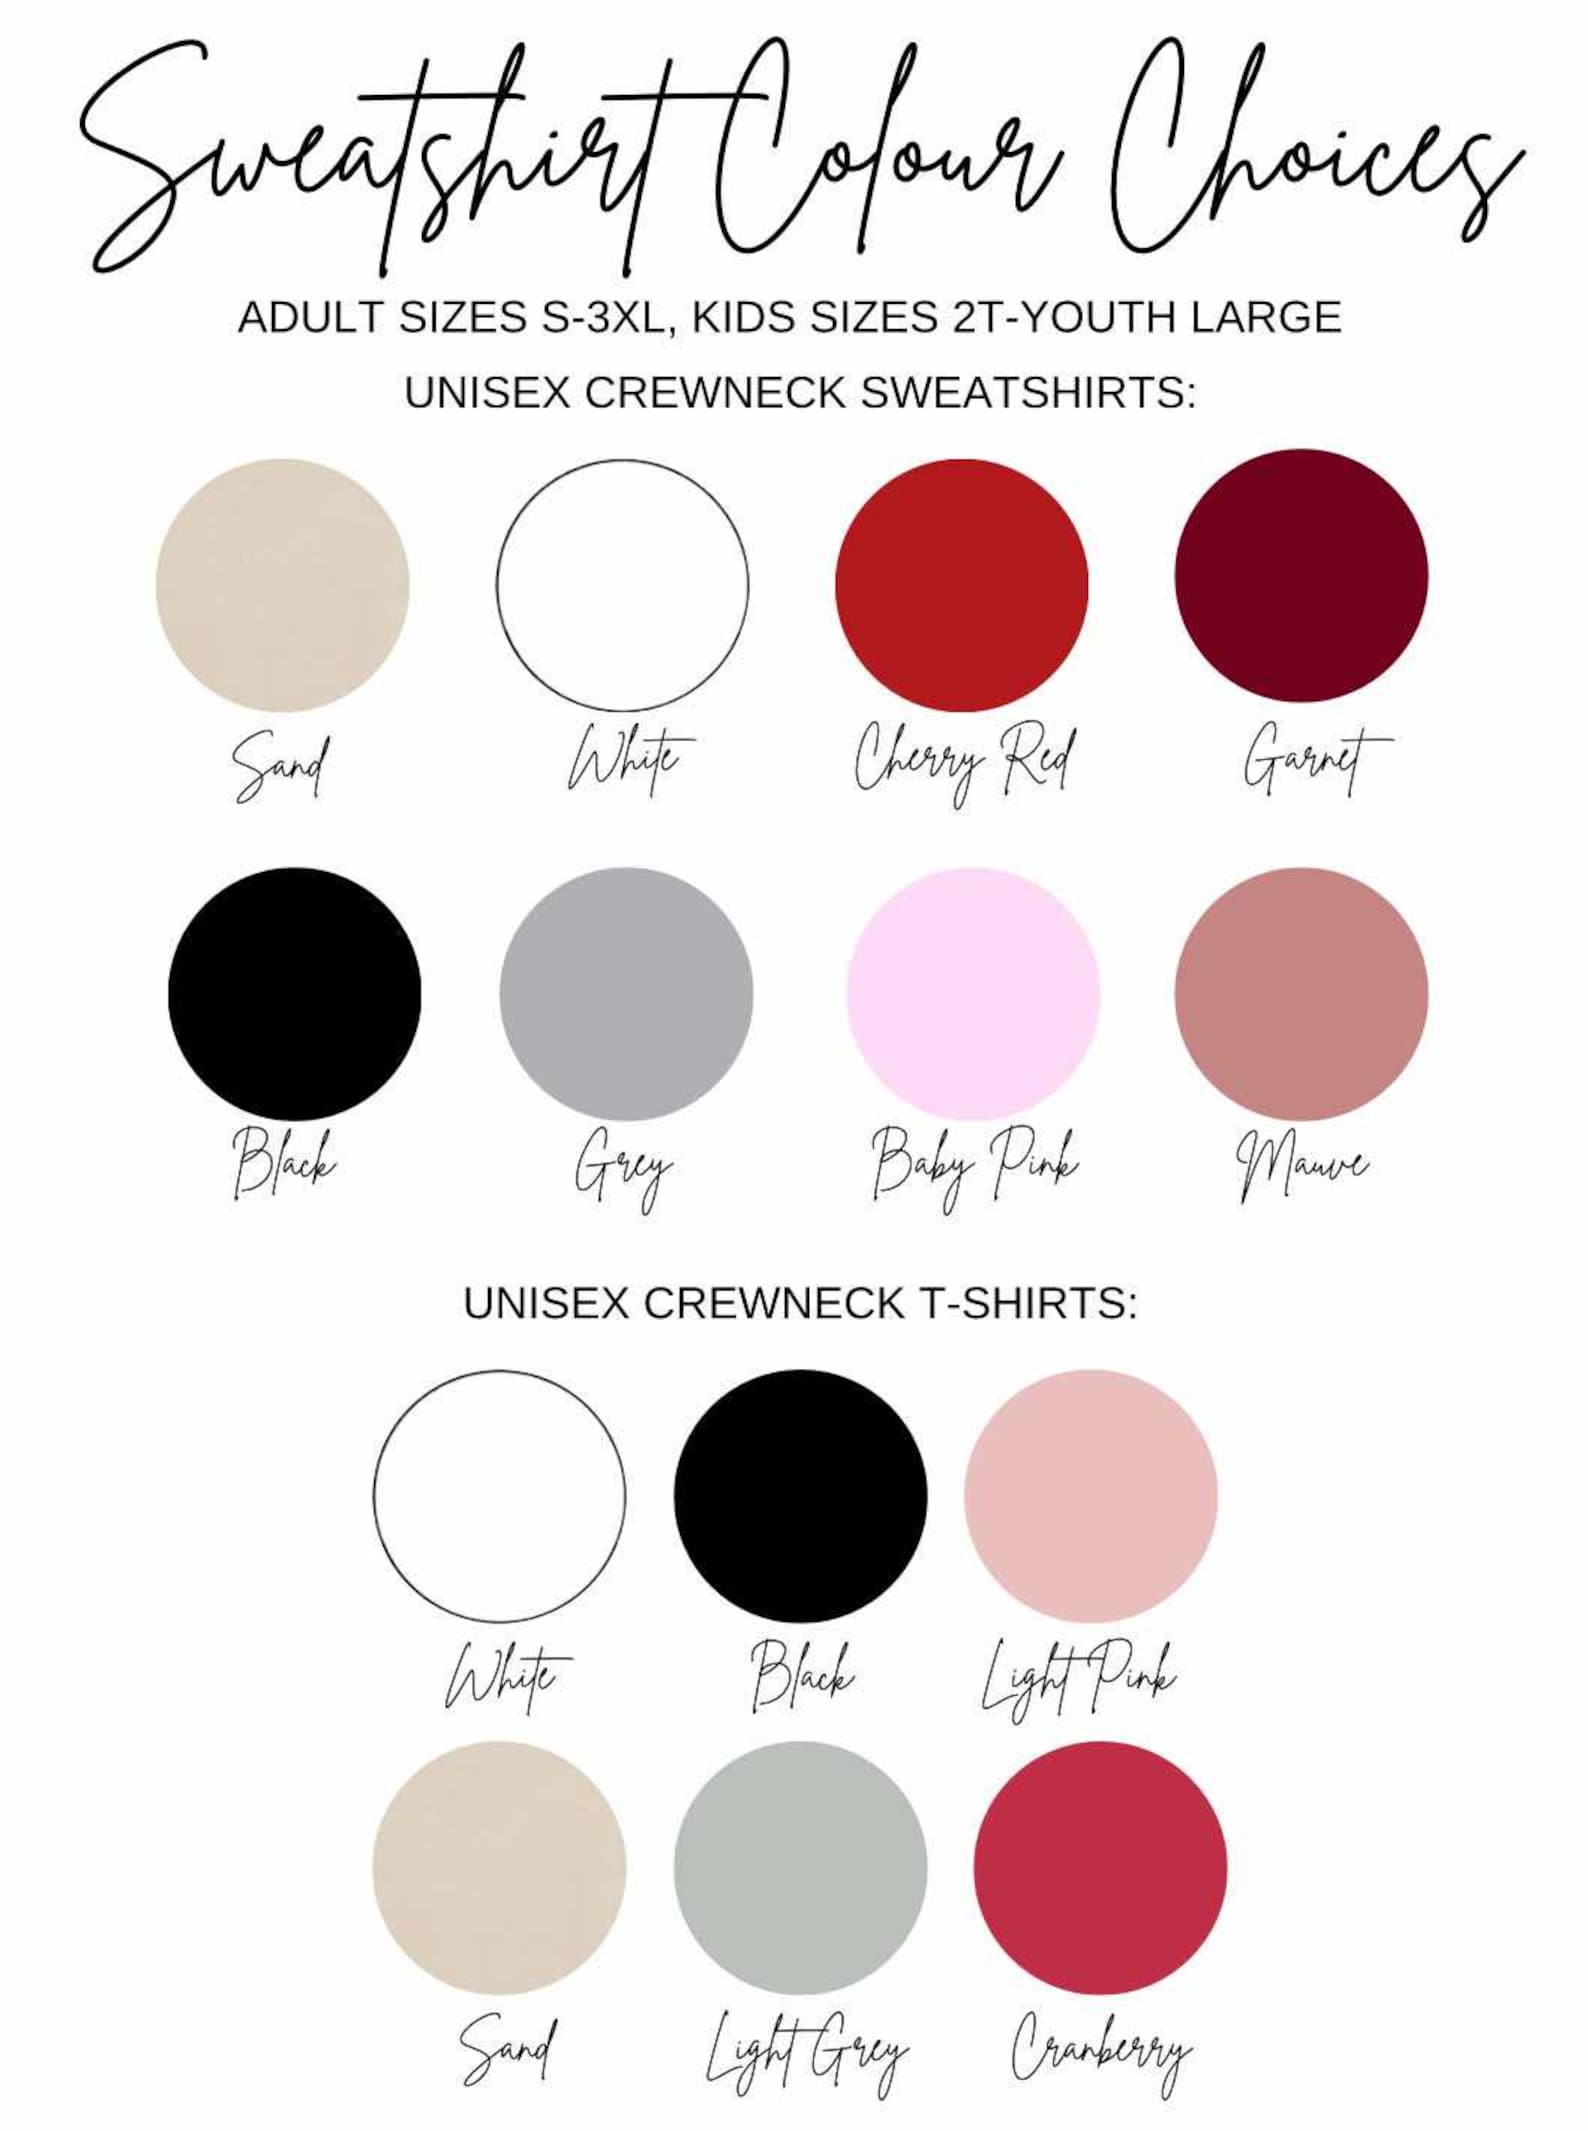 Sweatshirt Colour Choices
ADULT SIZES S-3XL, KIDS SIZES 2T-YOUTH LARGE
UNISEX CREWNECK SWEATSHIRTS:
Sand White Cherry Red Garnet
Black Grey Baby Pink Mauve
UNISEX CREWNECK T-SHIRTS:
White Black Light Pink
Sand Light Grey Cranberry